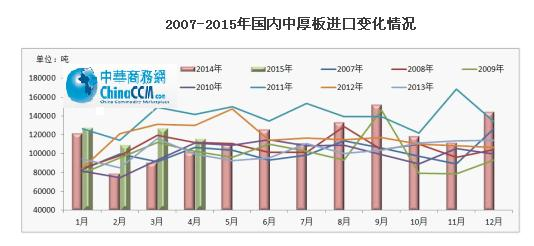 2007-2015年国内中厚板进口变化情况
单位：吨
2014年 2015年 2007年 2008年 2009年
2010年 2011年 2012年 2013年
中華商務網
ChinaCCM.com
China Commodity Marketplace
180000
160000
140000
120000
100000
80000
60000
40000
1月 2月 3月 4月 5月 6月 7月 8月 9月 10月 11月 12月